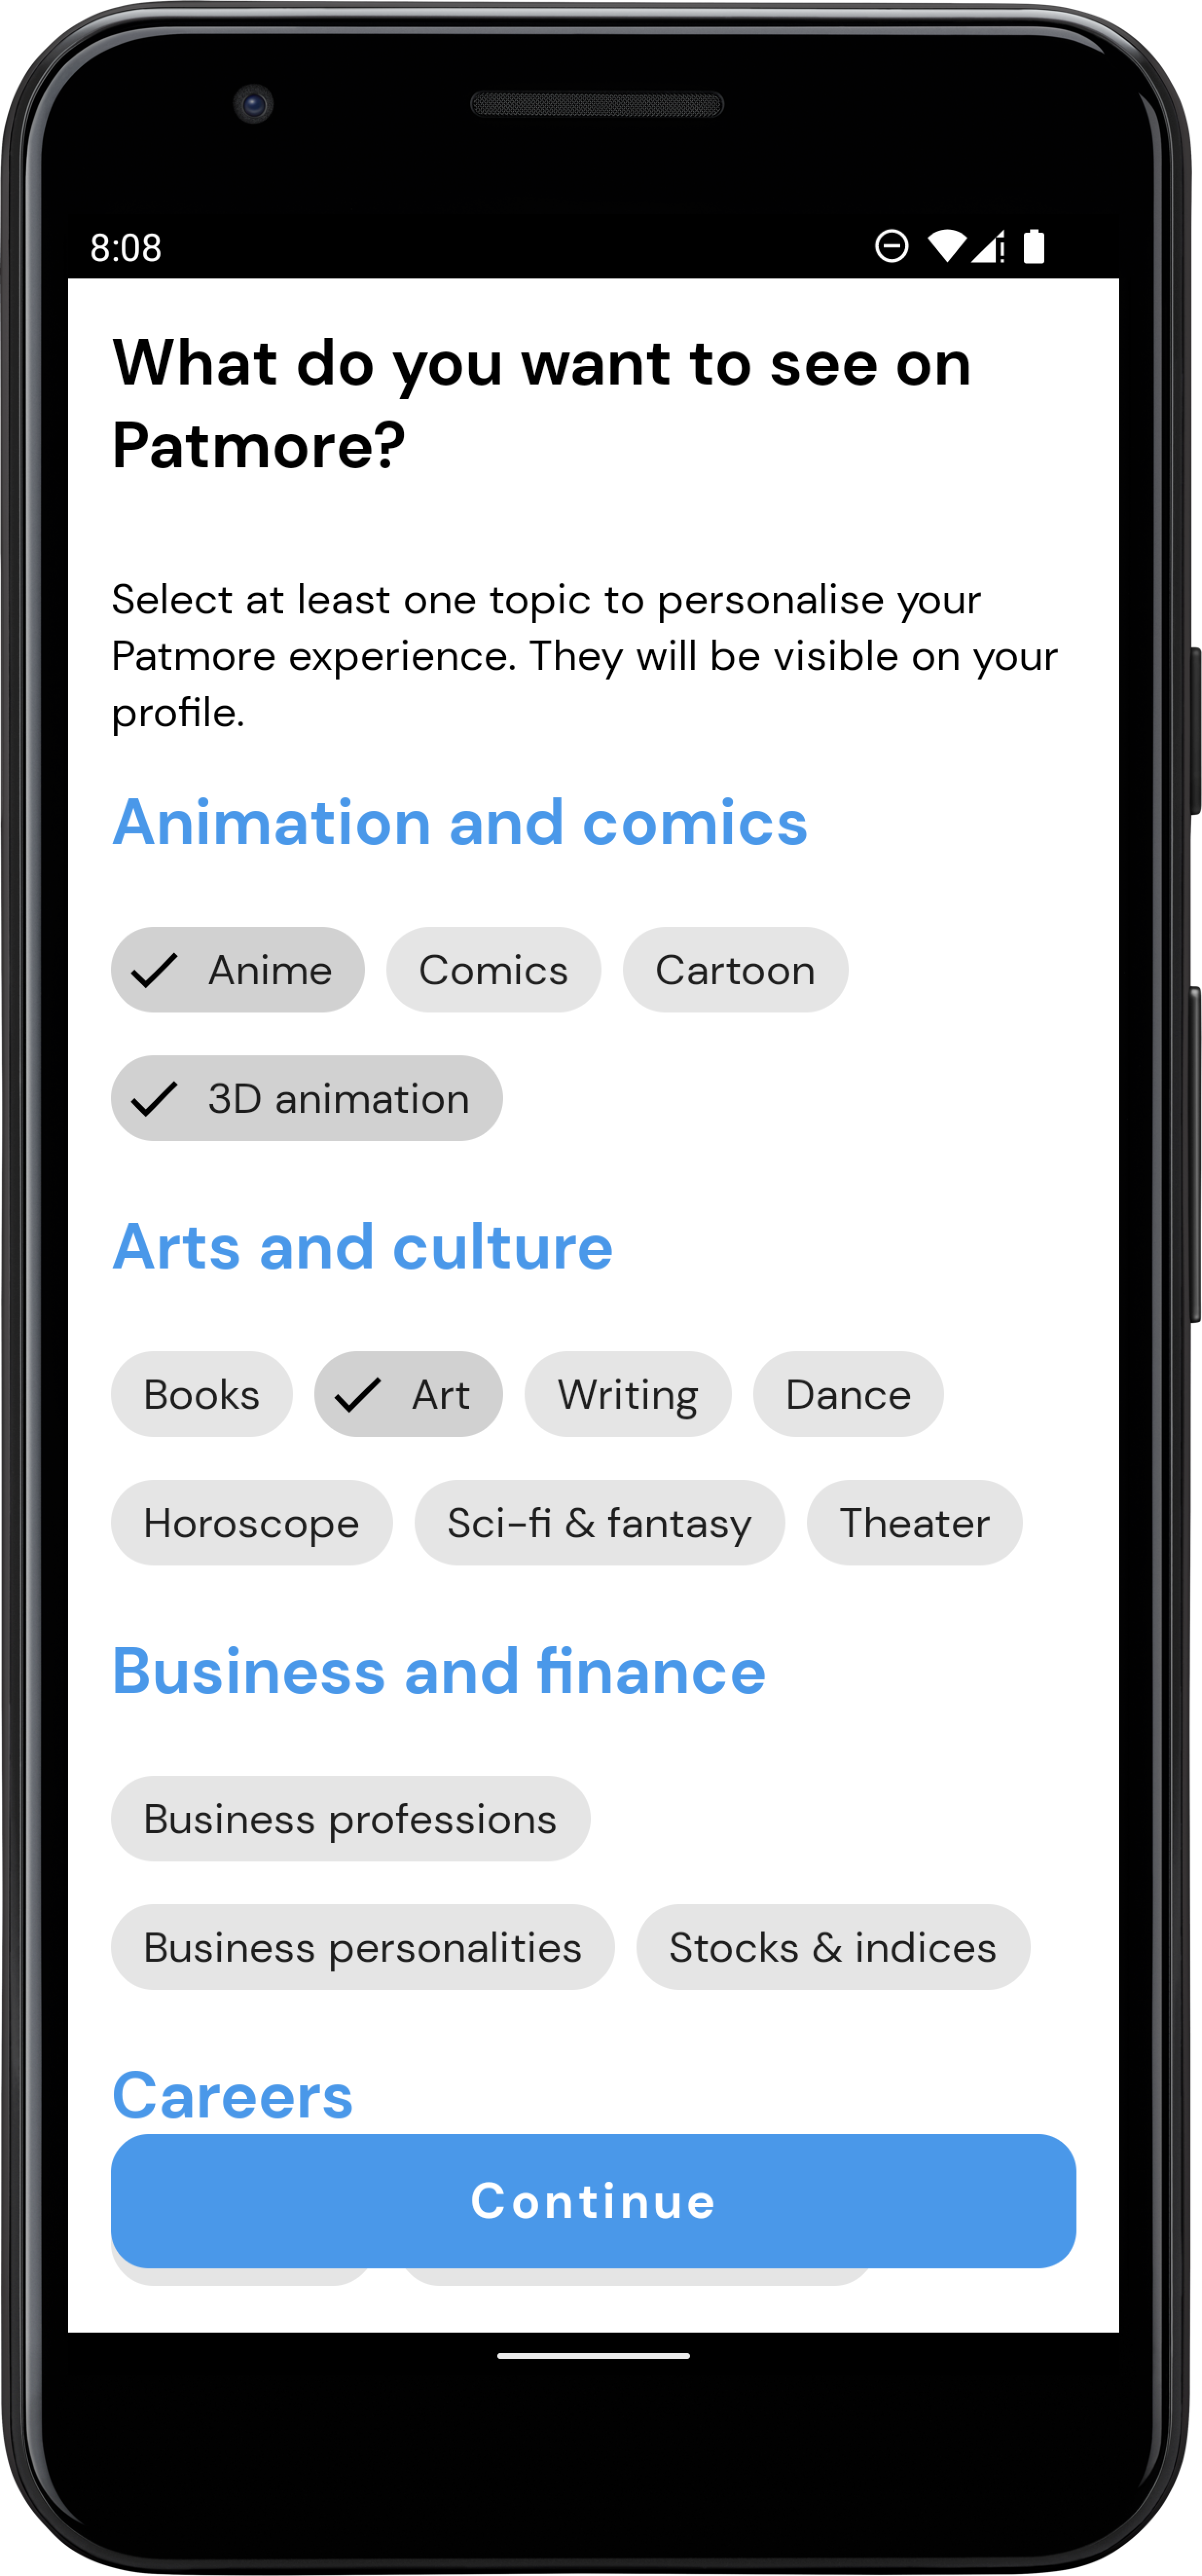 8:08
What do you want to see on
Patmore?
Select at least one topic to personalise your
Patmore experience. They will be visible on your
profile.
Animation and comics
Anime Comics Cartoon
3D animation
Arts and culture
Books Art Writing Dance
Horoscope Sci-fi & fantasy Theater
Business and finance
Business professions
Business personalities Stocks & indices
Careers
Continue